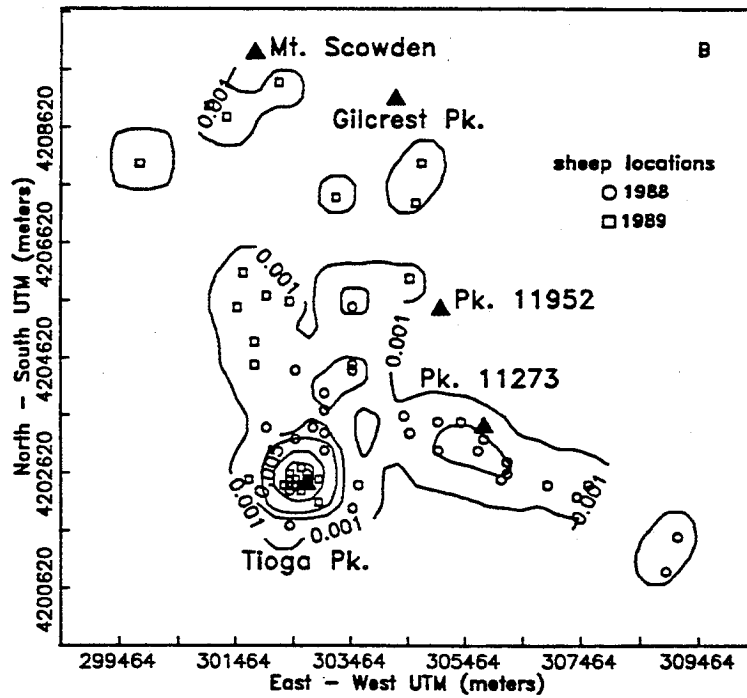 Mt. Scowden
B
0.001
Gilcrest Pk.
sheep locations
1988
1989
0.001
Pk. 11952
0.001
Pk. 11273
0.001
0.001
0.001
0.001
Tioga Pk.
North - South UTM (meters)
4208620
4206620
4204620
4202620
4200620
299464 301464 303464 305464 307464 309464
East - West UTM (meters)